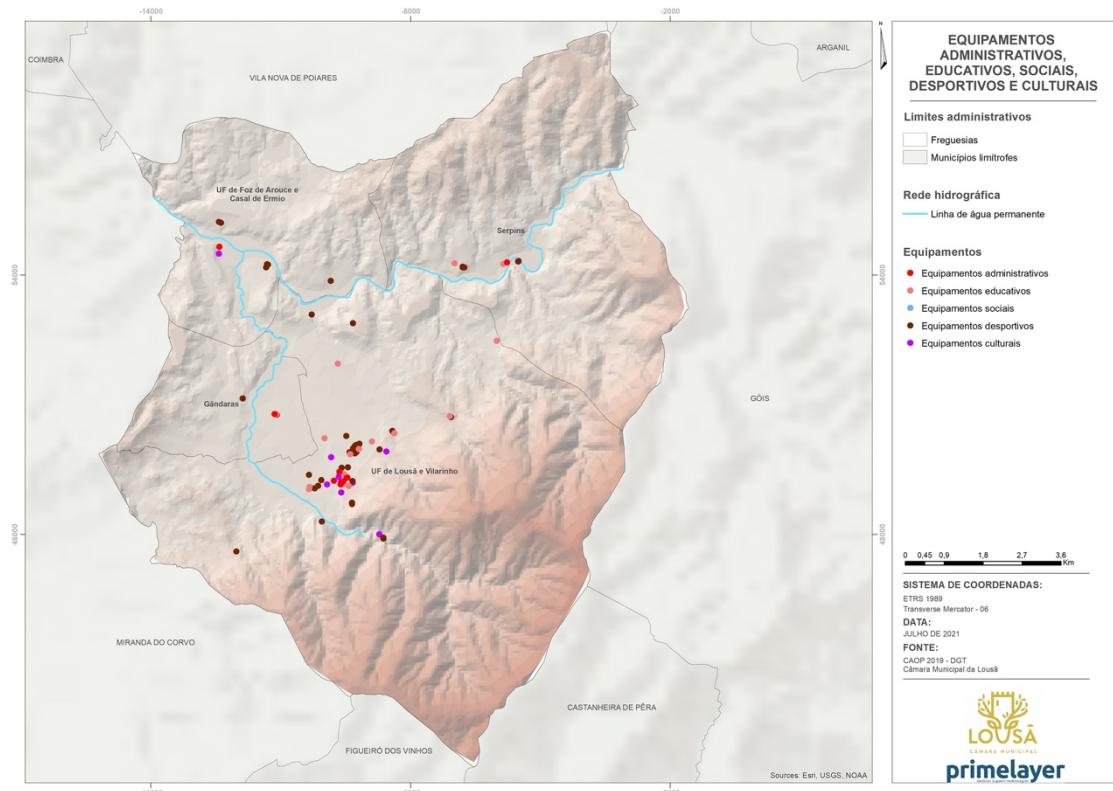 -14000
-8000
-2000
COIMBRA
VILA NOVA DE POIARES
ARGANIL
N
UF de Foz de Arouce e
Casal de Ermio
Serpins
54000
54000
Gândaras
GÓIS
UF de Lousã e Vilarinho
48000
48000
MIRANDA DO CORVO
CASTANHEIRA DE PÊRA
FIGUEIRÓ DOS VINHOS
Sources: Esri, USGS, NOAA
EQUIPAMENTOS
ADMINISTRATIVOS,
EDUCATIVOS, SOCIAIS,
DESPORTIVOS E CULTURAIS
Limites administrativos
Freguesias
Municípios limítrofes
Rede hidrográfica
Linha de água permanente
Equipamentos
Equipamentos administrativos
Equipamentos educativos
Equipamentos sociais
Equipamentos desportivos
Equipamentos culturais
0 0,45 0,9 1,8 2,7 3,6
Km
SISTEMA DE COORDENADAS:
ETRS 1989
Transverse Mercator - 06
DATA:
JULHO DE 2021
FONTE:
CAOP 2019 - DGT
Câmara Municipal da Lousã
LOUSÃ
CÂMARA MUNICIPAL
primelayer